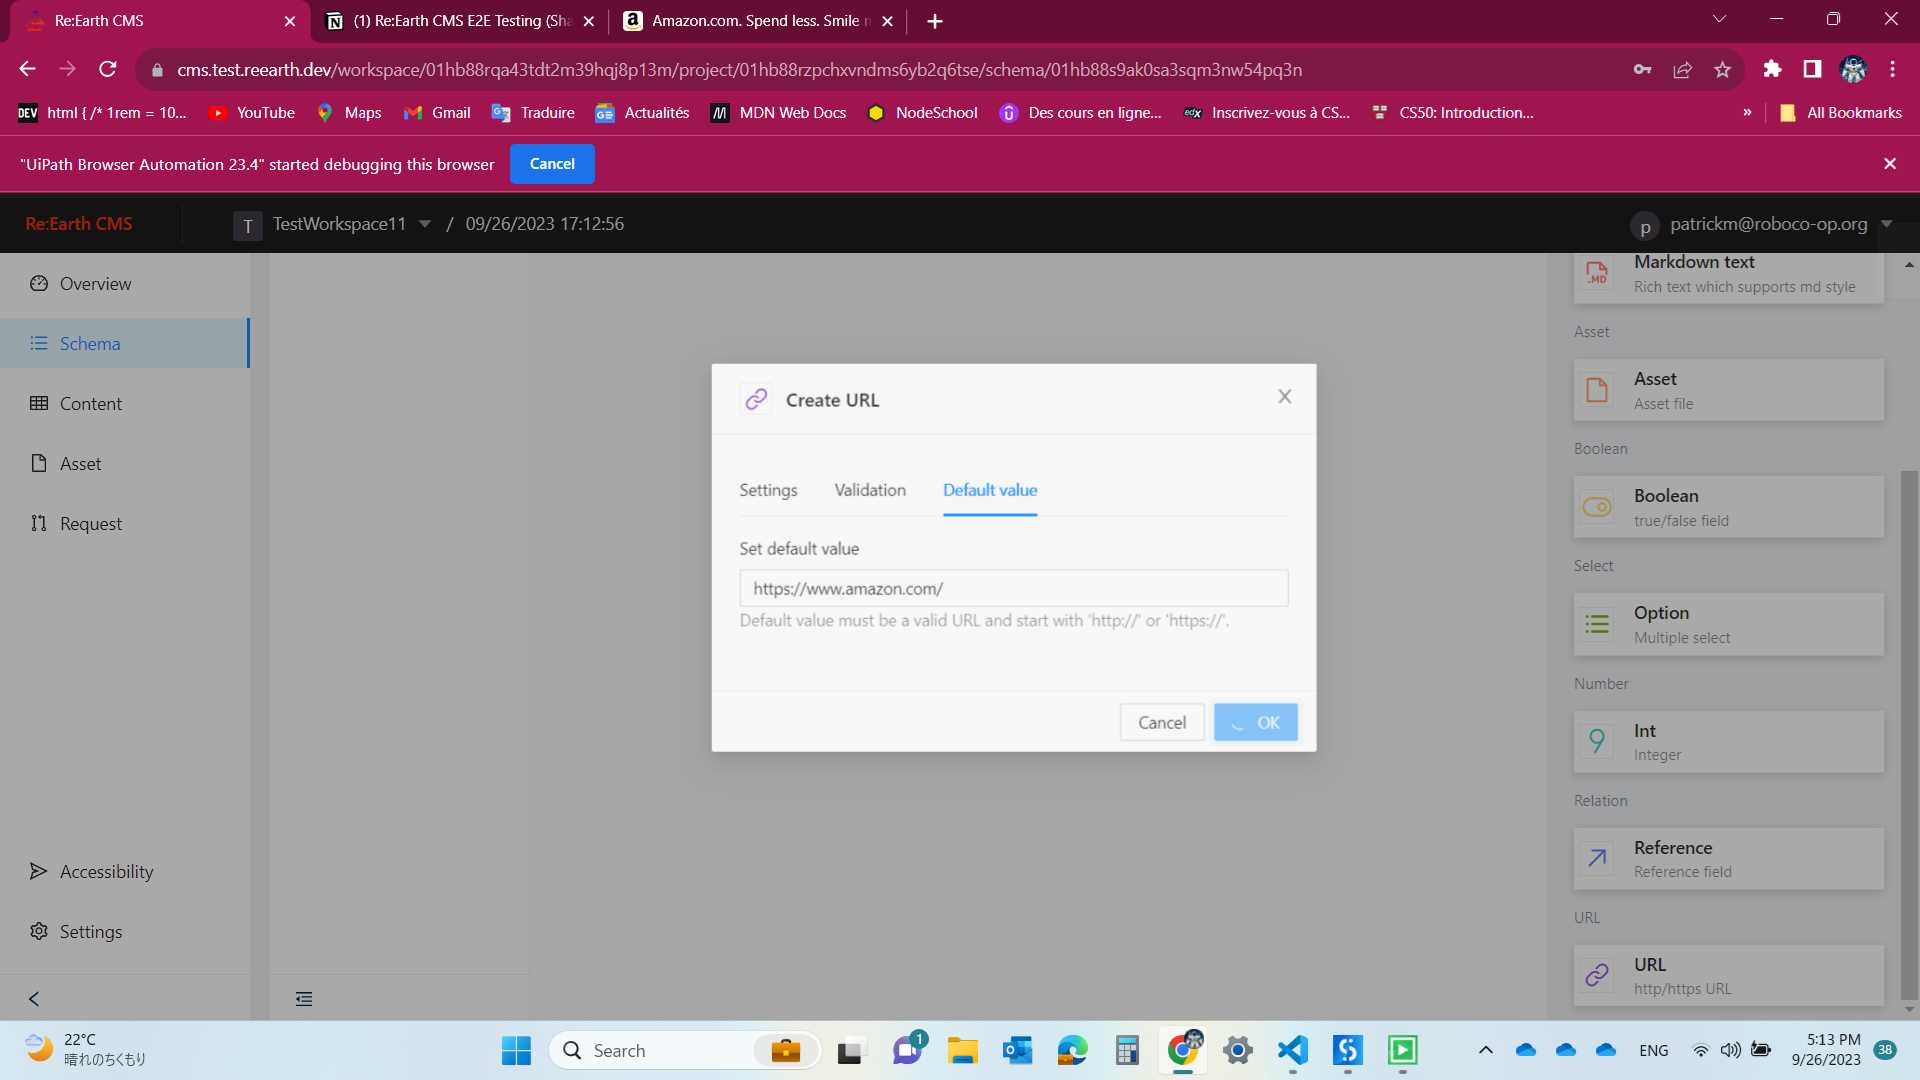 Re:Earth CMS
(1) Re:Earth CMS E2E Testing (Sha
Amazon.com. Spend less. Smile m
cms.test.reearth.dev/workspace/01hb88rqa43tdt2m39hqj8p13m/project/01hb88rzpchxvndms6yb2q6tse/schema/01hb88s9ak0sa3sqm3nw54pq3n
DEV html { /* 1rem = 10... YouTube Maps Gmail Traduire Actualités MDN Web Docs NodeSchool Des cours en ligne... edX Inscrivez-vous à CS... CS50: Introduction... » All Bookmarks
"UiPath Browser Automation 23.4" started debugging this browser Cancel
Re:Earth CMS T TestWorkspace11 / 09/26/2023 17:12:56 p patrickm@roboco-op.org
Overview
Schema
Content
Asset
Request
Accessibility
Settings
Create URL
Settings Validation Default value
Set default value
https://www.amazon.com/
Default value must be a valid URL and start with 'http://' or 'https://'.
Cancel OK
.MD
Markdown text
Rich text which supports md style
Asset
Asset
Asset file
Boolean
Boolean
true/false field
Select
Option
Multiple select
Number
9
Int
Integer
Relation
Reference
Reference field
URL
URL
http/https URL
22°C
晴れのちくもり
Search
1
ENG
5:13 PM
9/26/2023
38